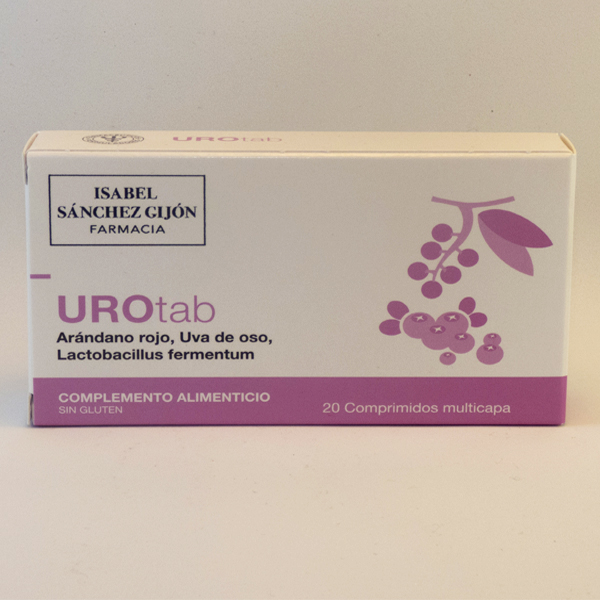 UROtab
ISABEL
SÁNCHEZ GIJÓN
FARMACIA
UROtab
Arándano rojo, Uva de oso,
Lactobacillus fermentum
COMPLEMENTO ALIMENTICIO
SIN GLUTEN
20 Comprimidos multicapa